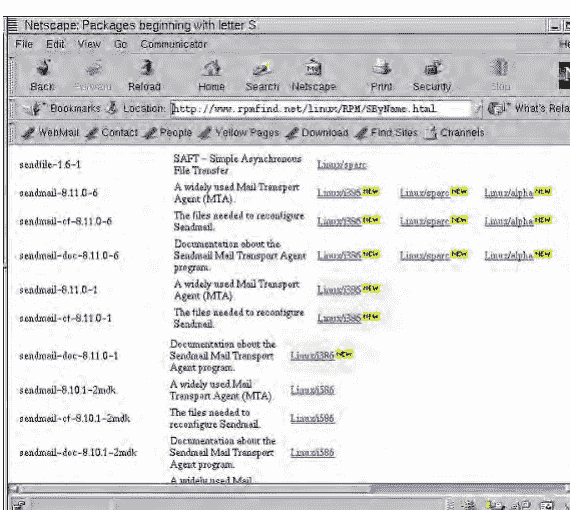 Netscape: Packages beginning with letter S
File Edit View Go Communicator He
Back Forward Reload Home Search Netscape Print Security Stop
Bookmarks Location: http://www.rpmfind.net/linux/RPM/SByName.html What's Rela
WebMail Contact People Yellow Pages Download Find Sites Channels
sendfile-1.6-1
SAFT - Simple Asynchronous
File Transfer
Linux/sparc
sendmail-8.11.0-6
A widely used Mail Transport
Agent (MTA).
Linux/i386 NEW Linux/sparc NEW Linux/alpha NEW
sendmail-cf-8.11.0-6
The files needed to reconfigure
Sendmail.
Linux/i386 NEW Linux/sparc NEW Linux/alpha NEW
sendmail-doc-8.11.0-6
Documentation about the
Sendmail Mail Transport Agent
program.
Linux/i386 NEW Linux/sparc NEW Linux/alpha NEW
sendmail-8.11.0-1
A widely used Mail Transport
Agent (MTA).
Linux/i386 NEW
sendmail-cf-8.11.0-1
The files needed to reconfigure
Sendmail.
Linux/i386 NEW
sendmail-doc-8.11.0-1
Documentation about the
Sendmail Mail Transport
Agent program.
Linux/i386 NEW
sendmail-8.10.1-2mdk
A widely used Mail
Transport Agent (MTA).
Linux/i586
sendmail-cf-8.10.1-2mdk
The files needed to
reconfigure Sendmail.
Linux/i586
sendmail-doc-8.10.1-2mdk
Documentation about the
Sendmail Mail Transport
Agent program.
Linux/i586
A widely used Mail